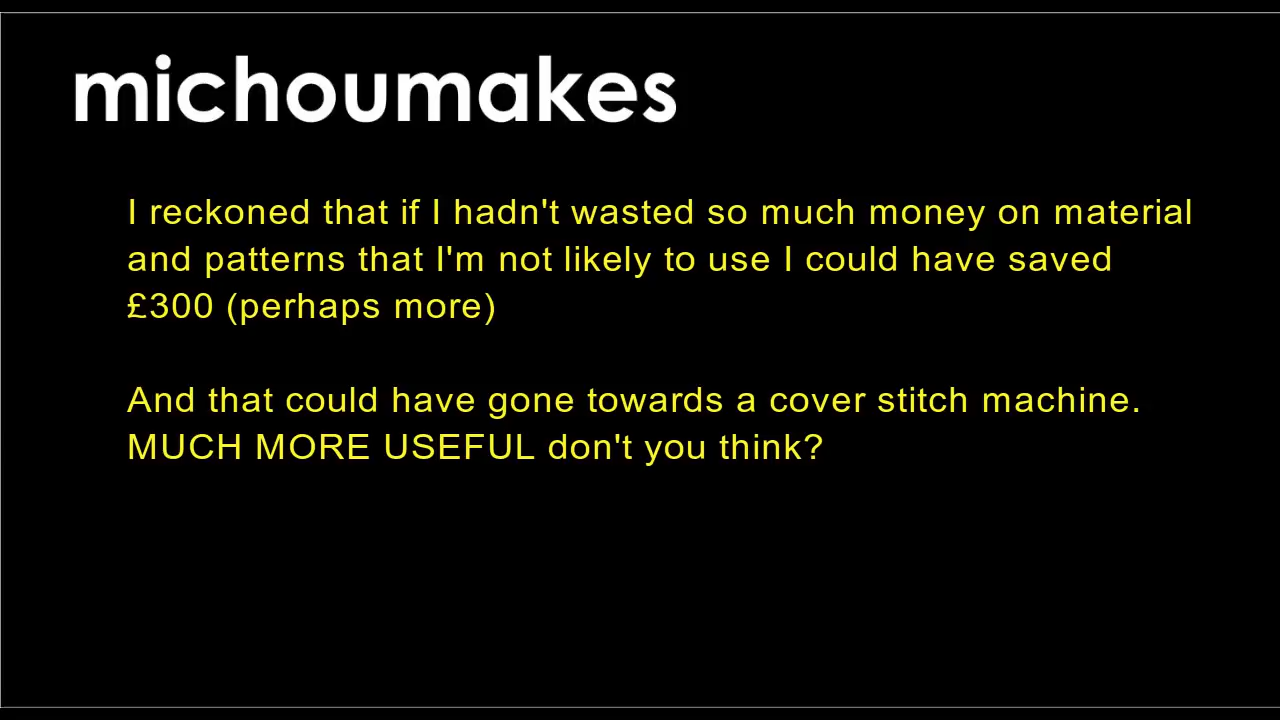 michoumakes
I reckoned that if I hadn't wasted so much money on material
and patterns that I'm not likely to use I could have saved
£300 (perhaps more)
And that could have gone towards a cover stitch machine.
MUCH MORE USEFUL don't you think?